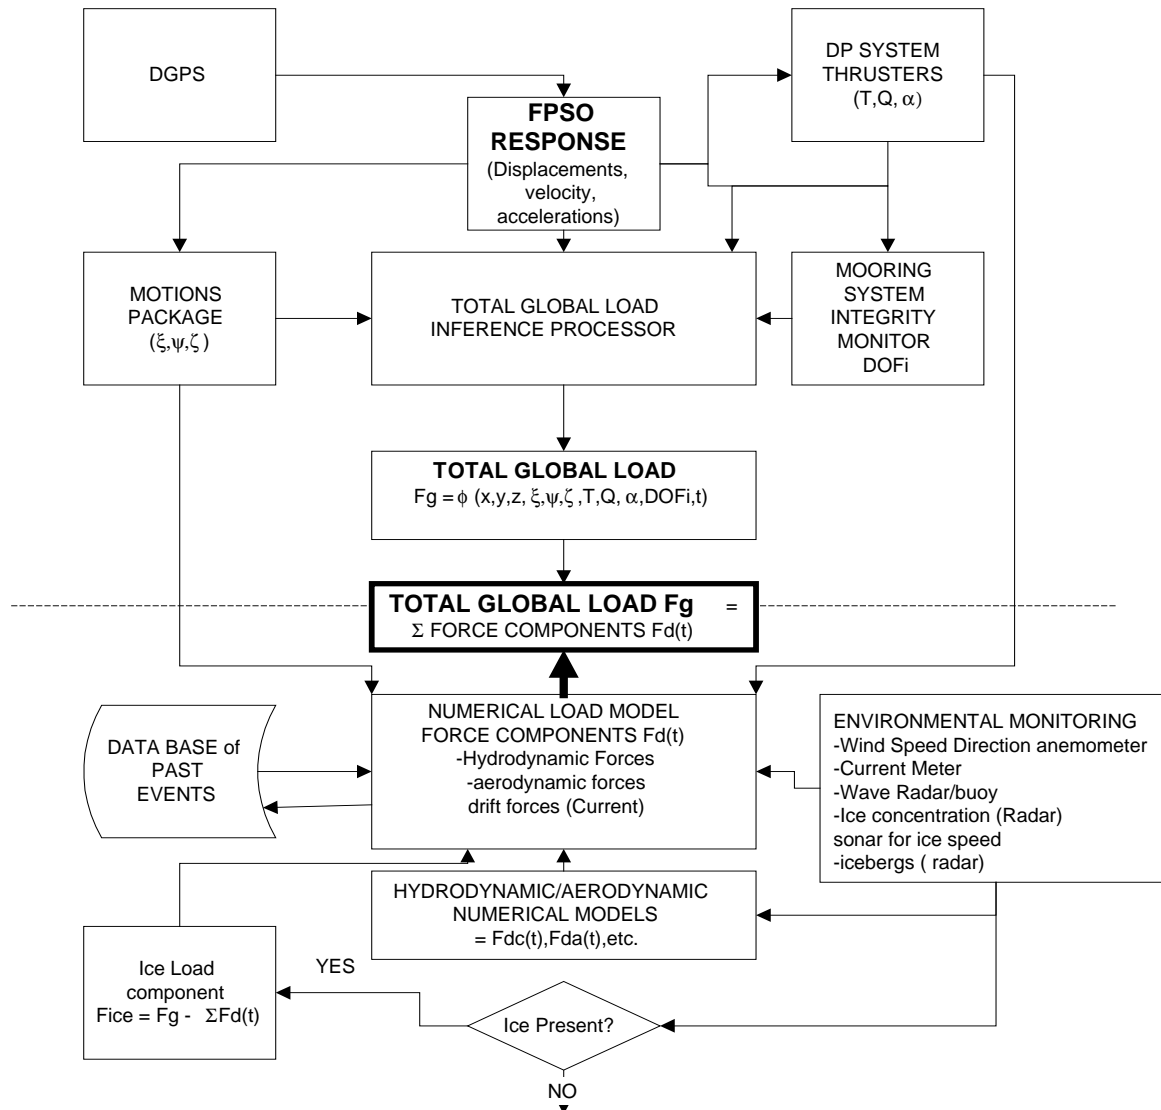 DGPS
DP SYSTEM
THRUSTERS
(T,Q, α)
FPSO
RESPONSE
(Displacements,
velocity,
accelerations)
MOTIONS
PACKAGE
(ξ,ψ,ζ )
TOTAL GLOBAL LOAD
INFERENCE PROCESSOR
MOORING
SYSTEM
INTEGRITY
MONITOR
DOFi
TOTAL GLOBAL LOAD
Fg = ϕ (x,y,z, ξ,ψ,ζ ,T,Q, α,DOFi,t)
TOTAL GLOBAL LOAD Fg =
Σ FORCE COMPONENTS Fd(t)
NUMERICAL LOAD MODEL
FORCE COMPONENTS Fd(t)
-Hydrodynamic Forces
-aerodynamic forces
drift forces (Current)
DATA BASE of
PAST
EVENTS
ENVIRONMENTAL MONITORING
-Wind Speed Direction anemometer
-Current Meter
-Wave Radar/buoy
-Ice concentration (Radar)
sonar for ice speed
-icebergs ( radar)
HYDRODYNAMIC/AERODYNAMIC
NUMERICAL MODELS
= Fdc(t),Fda(t),etc.
Ice Load
component
Fice = Fg - ΣFd(t)
YES
Ice Present?
NO